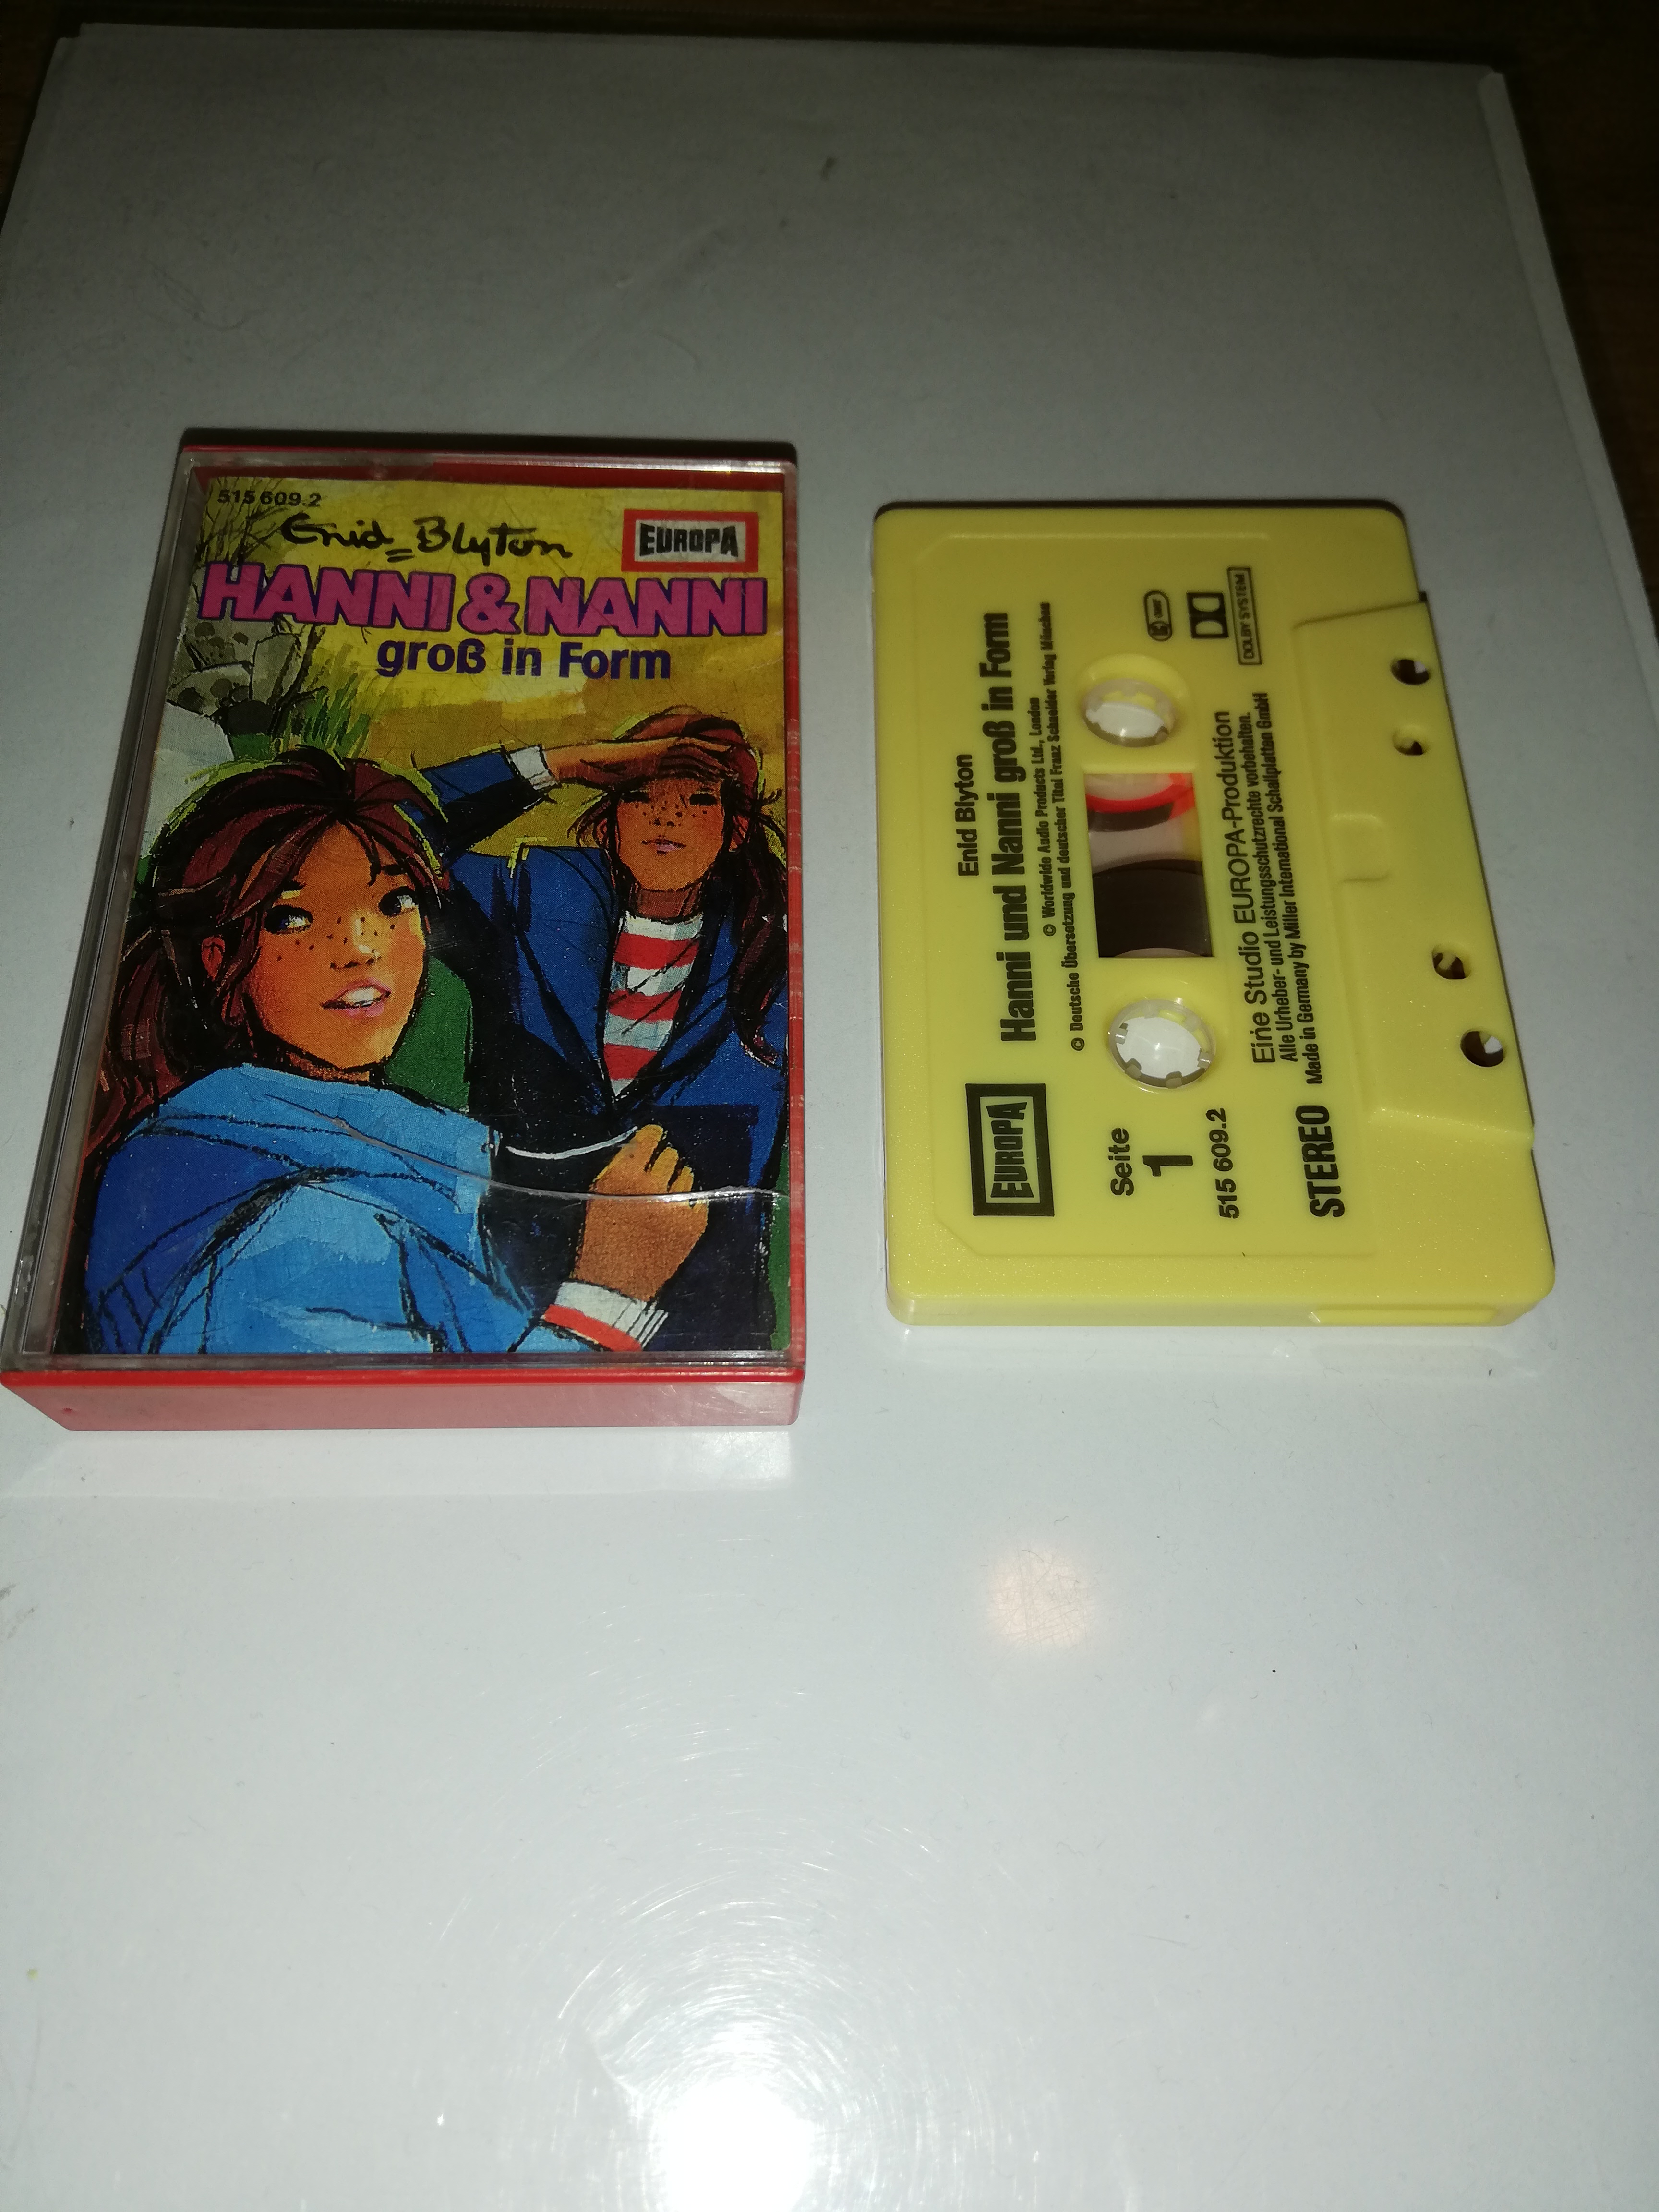 515 609.2
Enid Blyton
EUROPA
HANNI & NANNI
groß in Form
Enid Blyton
Hanni und Nanni groß in Form
© Worldwide Audio Products Ltd., London
© Deutsche Übersetzung und deutscher Titel Franz Schneider Verlag München
EUROPA
Seite
1
515 609.2
STEREO
DOLBY SYSTEM
Eine Studio EUROPA-Produktion
Alle Urheber- und Leistungsschutzrechte vorbehalten.
Made in Germany by Miller International Schallplatten GmbH